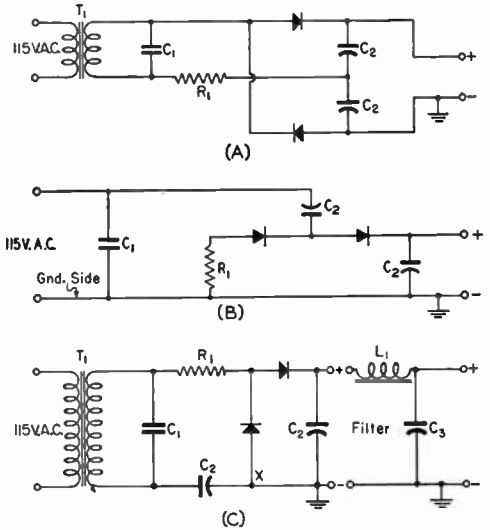 T1
115V.A.C.
C1
R1
C2
C2
+
-
(A)
115V. A.C.
C1
C2
R1
C2
+
-
Gnd. Side
(B)
T1
115V.A.C.
C1
R1
C2
X
C2
+
-
+
-
L1
Filter
C3
(C)